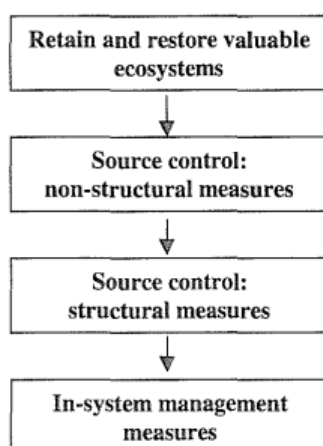 Retain and restore valuable
ecosystems
Source control:
non-structural measures
Source control:
structural measures
In-system management
measures